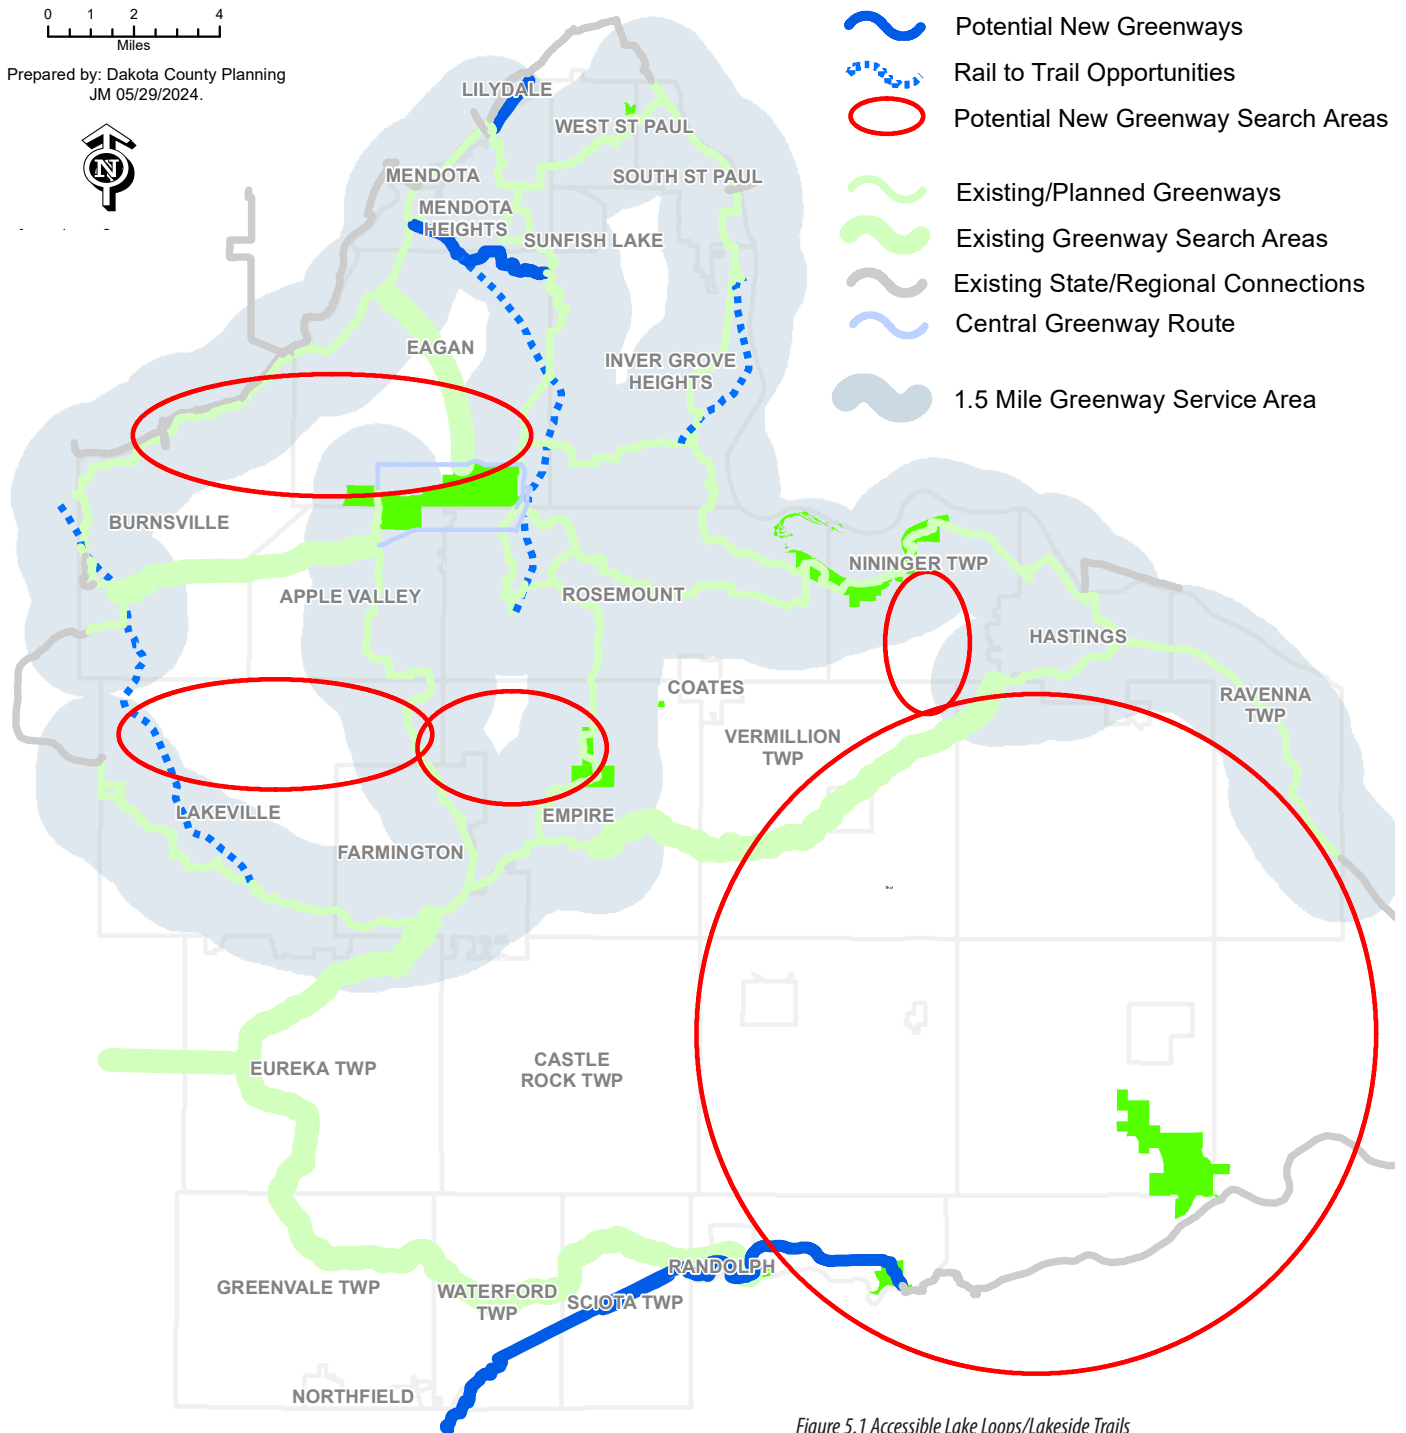 0 1 2 4
Miles
Prepared by: Dakota County Planning
JM 05/29/2024.
N
Potential New Greenways
Rail to Trail Opportunities
Potential New Greenway Search Areas
Existing/Planned Greenways
Existing Greenway Search Areas
Existing State/Regional Connections
Central Greenway Route
1.5 Mile Greenway Service Area
LILYDALE
WEST ST PAUL
MENDOTA
SOUTH ST PAUL
MENDOTA
HEIGHTS
SUNFISH LAKE
EAGAN
INVER GROVE
HEIGHTS
BURNSVILLE
NININGER TWP
APPLE VALLEY
ROSEMOUNT
HASTINGS
COATES
RAVENNA
TWP
VERMILLION
TWP
LAKEVILLE
EMPIRE
FARMINGTON
EUREKA TWP
CASTLE
ROCK TWP
RANDOLPH
GREENVALE TWP
WATERFORD
TWP
SCIOTA TWP
NORTHFIELD
Figure 5.1 Accessible Lake Loops/Lakeside Trails